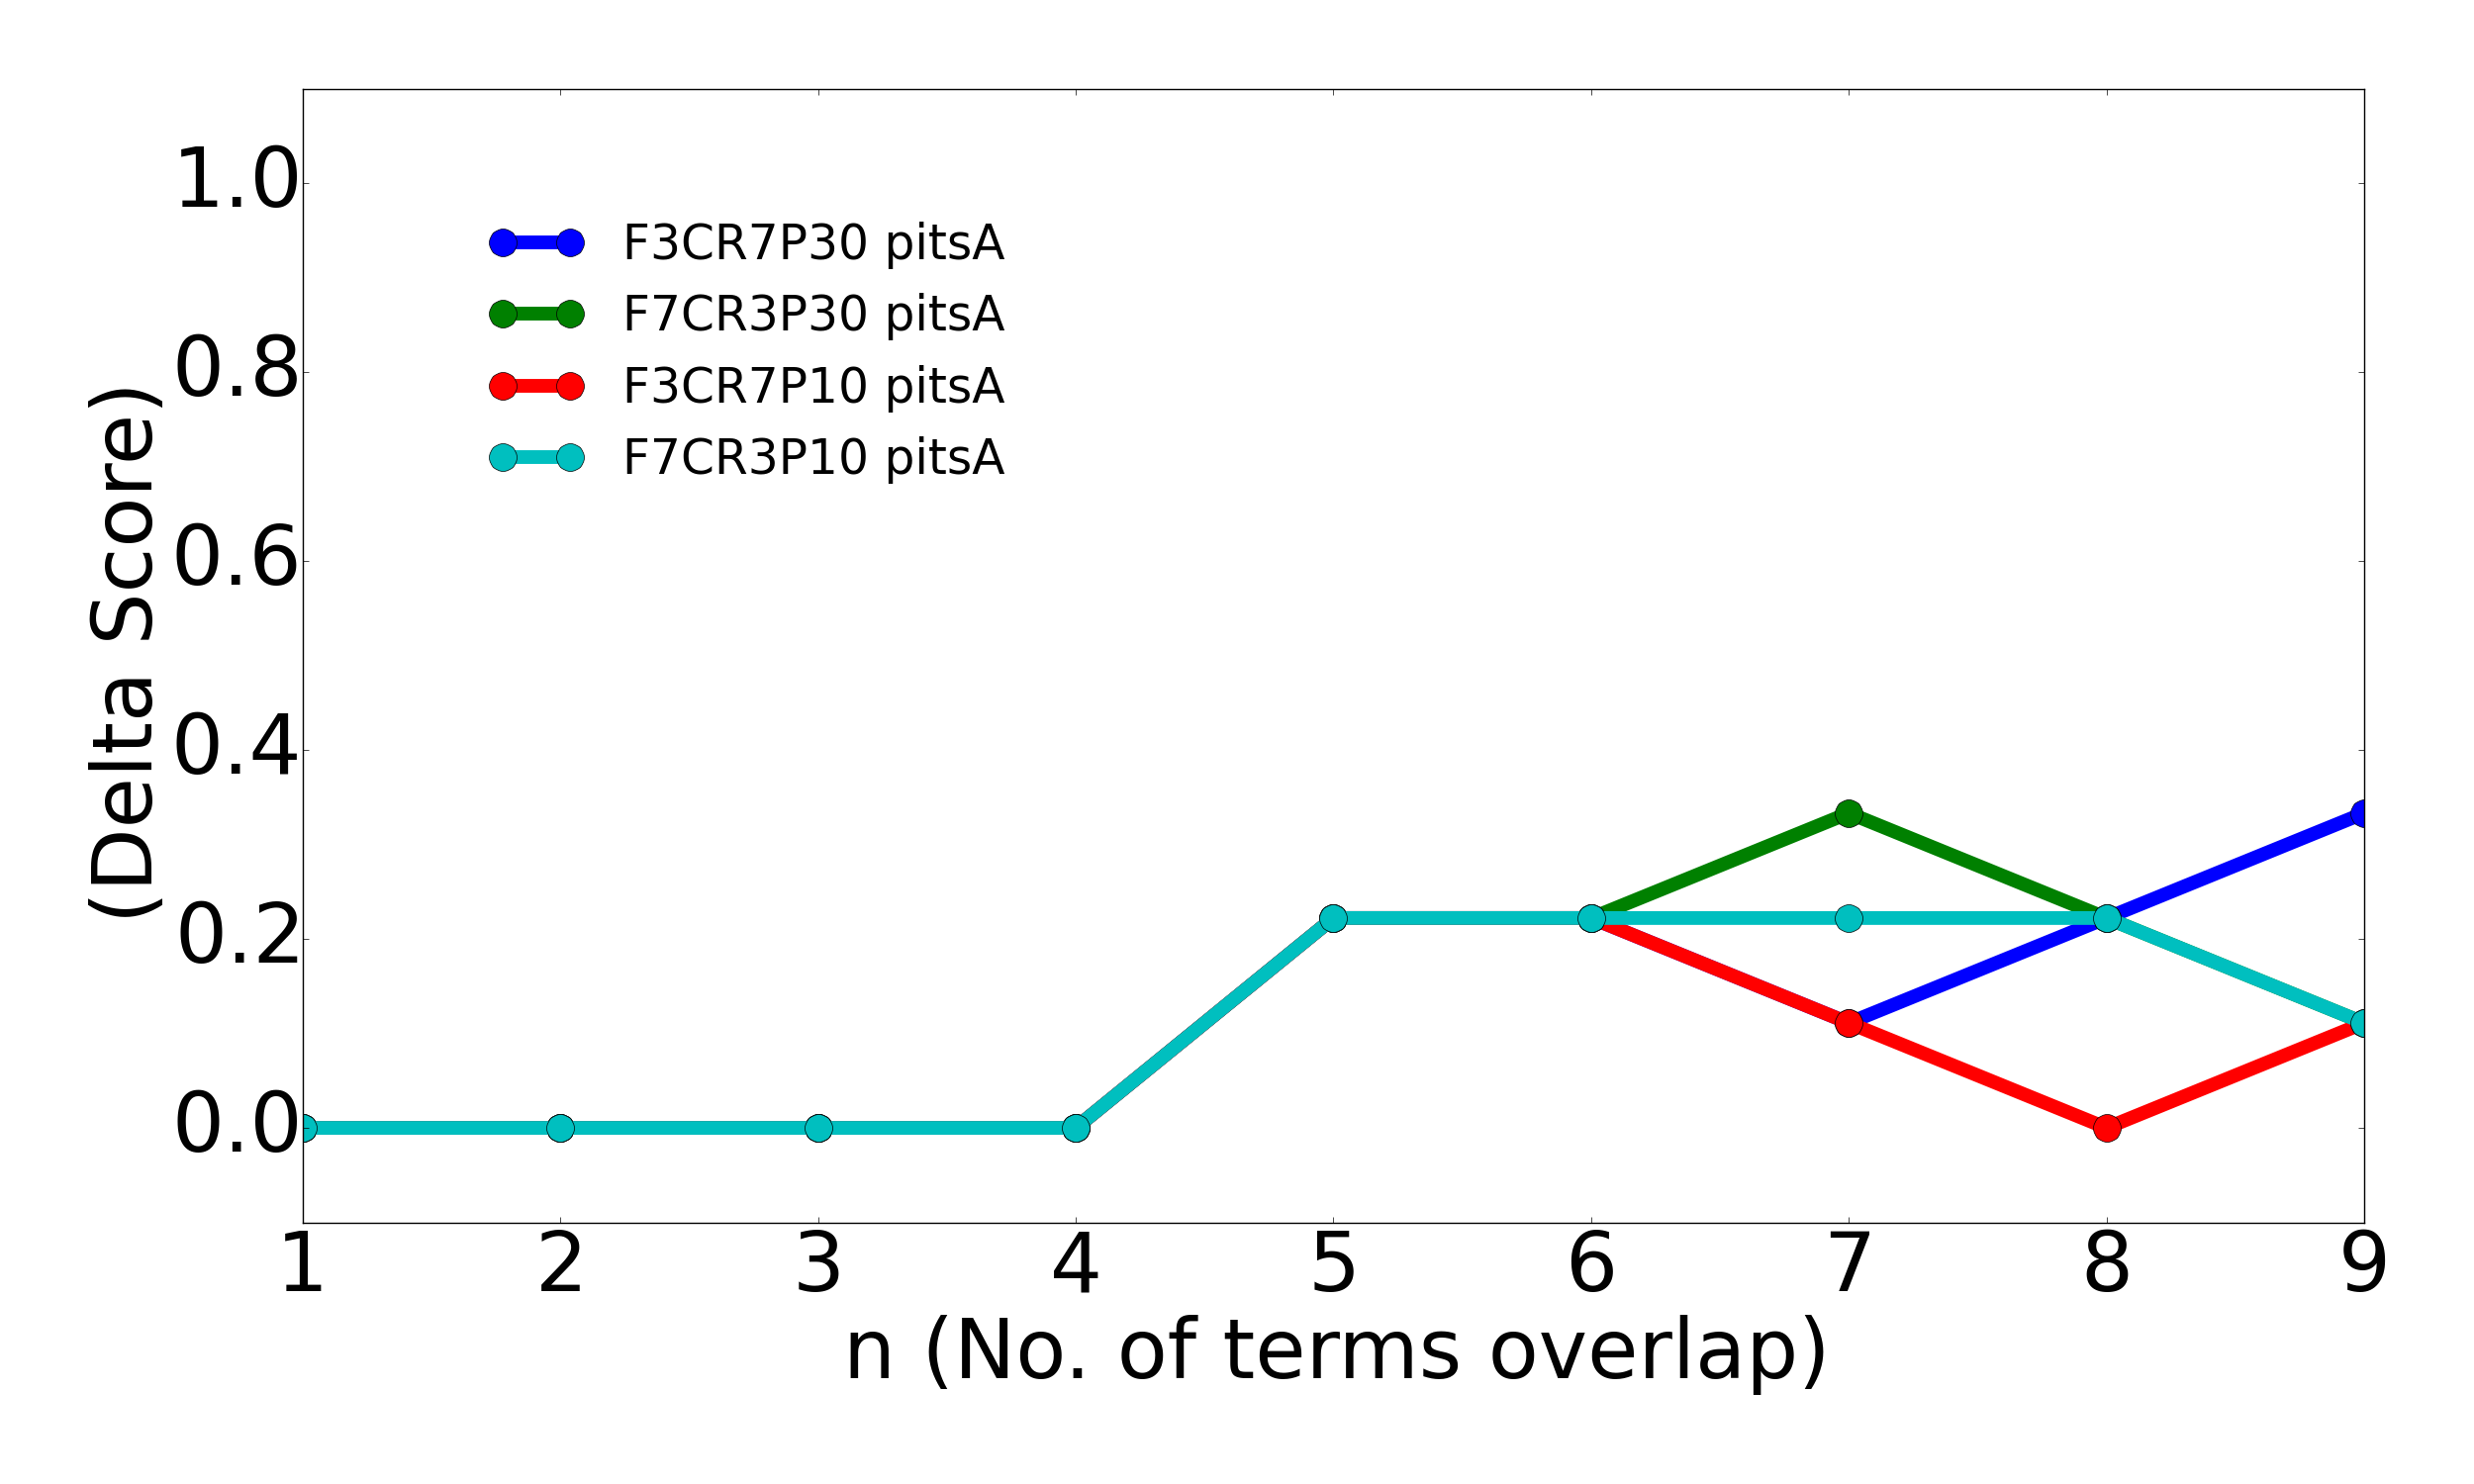 (Delta Score)
1.0
0.8
0.6
0.4
0.2
0.0
F3CR7P30 pitsA
F7CR3P30 pitsA
F3CR7P10 pitsA
F7CR3P10 pitsA
1 2 3 4 5 6 7 8 9
n (No. of terms overlap)